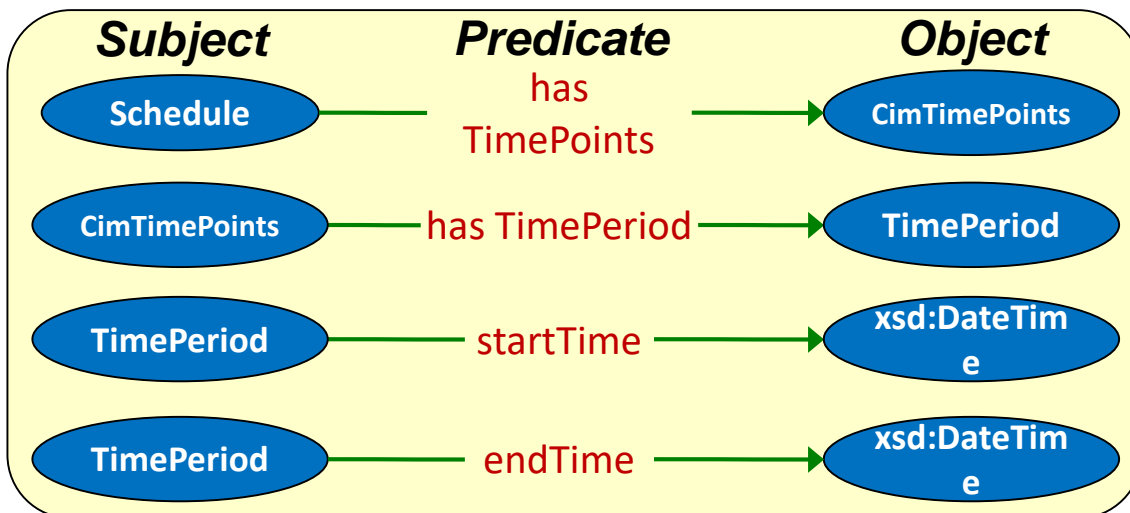 Subject Predicate Object
Schedule has TimePoints CimTimePoints
CimTimePoints has TimePeriod TimePeriod
TimePeriod startTime xsd:DateTim
e
TimePeriod endTime xsd:DateTim
e